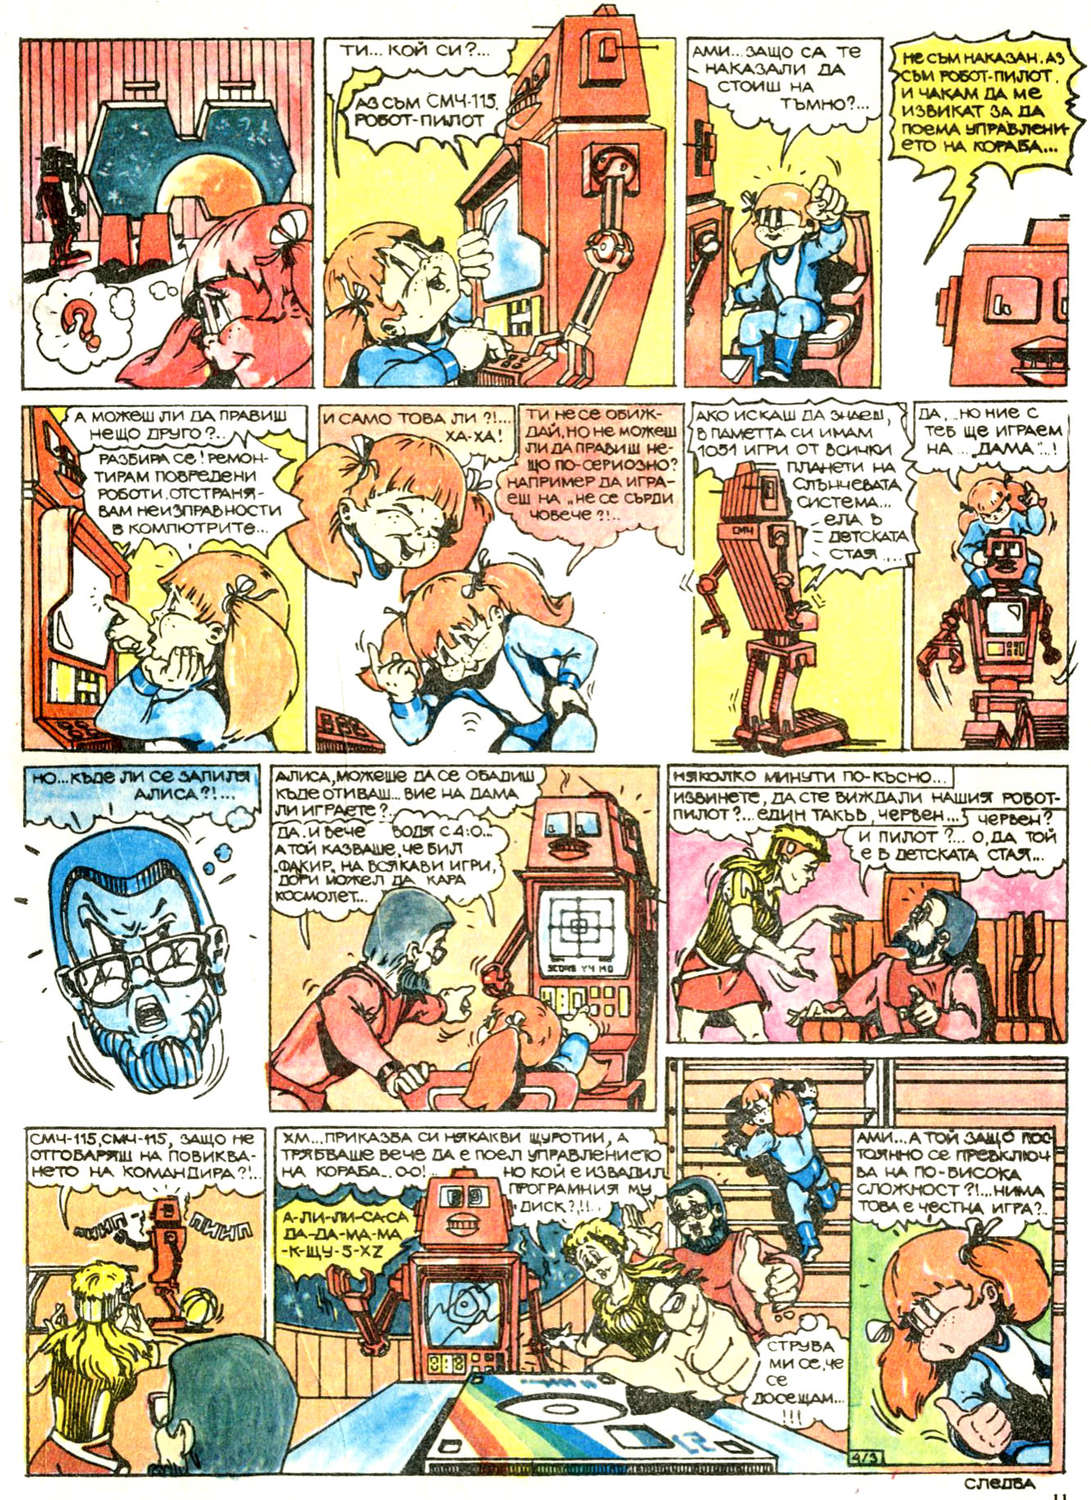 ТИ... КОЙ СИ?...
АЗ СЪМ СМЧ-115,
РОБОТ-ПИЛОТ
АМИ...ЗАЩО СА ТЕ
НАКАЗАЛИ ДА
СТОИШ НА
ТЪМНО?...
НЕ СЪМ НАКАЗАН. АЗ
СЪМ РОБОТ-ПИЛОТ.
И ЧАКАМ ДА МЕ
ИЗВИКАТ ЗА ДА
ПОЕМА УПРАВЛЕНИ-
ЕТО НА КОРАБА...
?
А МОЖЕШ ЛИ ДА ПРАВИШ
НЕЩО ДРУГО?..
РАЗБИРА СЕ! РЕМОН-
ТИРАМ ПОВРЕДЕНИ
РОБОТИ, ОТСТРАНЯ-
ВАМ НЕИЗПРАВНОСТИ
В КОМПЮТРИТЕ...
И САМО ТОВА ЛИ?!...
ХА-ХА!
ТИ НЕ СЕ ОБИЖ-
ДАЙ, НО НЕ МОЖЕШ
ЛИ ДА ПРАВИШ НЕ-
ЩО ПО-СЕРИОЗНО?
НАПРИМЕР ДА ИГРА-
ЕШ НА „НЕ СЕ СЪРДИ
ЧОВЕЧЕ?!..
АКО ИСКАШ ДА ЗНАЕШ,
В ПАМЕТТА СИ ИМАМ
1051 ИГРИ ОТ ВСИЧКИ
ПЛАНЕТИ НА
СЛЪНЧЕВАТА
СИСТЕМА...
ЕЛА В
ДЕТСКАТА
СТАЯ....
СМЧ
ДА, ..НО НИЕ С
ТЕБ ЩЕ ИГРАЕМ
НА... „ДАМА"..!
НО...КЪДЕ ЛИ СЕ ЗАПИЛЯ
АЛИСА?!...
АЛИСА, МОЖЕШЕ ДА СЕ ОБАДИШ
КЪДЕ ОТИВАШ... ВИЕ НА ДАМА
ЛИ ИГРАЕТЕ?
ДА. И ВЕЧЕ ВОДЯ С 4:0...
А ТОЙ КАЗВАШЕ, ЧЕ БИЛ
„ФАКИР„ НА ВСЯКАКВИ ИГРИ,
ДОРИ МОЖЕЛ ДА КАРА
КОСМОЛЕТ...
SCORE
НЯКОЛКО МИНУТИ ПО-КЪСНО...
ИЗВИНЕТЕ, ДА СТЕ ВИЖДАЛИ НАШИЯ РОБОТ-
ПИЛОТ?...ЕДИН ТАКЪВ, ЧЕРВЕН...
ЧЕРВЕН?
И ПИЛОТ?... О, ДА ТОЙ
Е В ДЕТСКАТА СТАЯ...
СМЧ-115, СМЧ-115, ЗАЩО НЕ
ОТГОВАРЯШ НА ПОВИКВА-
НЕТО НА КОМАНДИРА?!...
ПИИП ПИИП
ХМ...ПРИКАЗВА СИ НЯКАКВИ ЩУРОТИИ, А
ТРЯБВАШЕ ВЕЧЕ ДА Е ПОЕЛ УПРАВЛЕНИЕТО
НА КОРАБА.. О-О!..
НО КОЙ Е ИЗВАДИЛ
ПРОГРАМНИЯ МУ
ДИСК?,!!..
А-ЛИ-ЛИ-СА-СА
ДА-ДА-МА-МА
-К-ЩУ-5-XZ
СТРУВА
МИ СЕ, ЧЕ
СЕ
ДОСЕЩАМ...
!!!
АМИ...А ТОЙ ЗАЩО ПОС-
ТОЯННО СЕ ПРЕВКЛЮЧ
ВА НА ПО-ВИСОКА
СЛОЖНОСТ?!...НИМА
ТОВА Е ЧЕСТНА ИГРА?..
4/3
СЛЕДВА
11